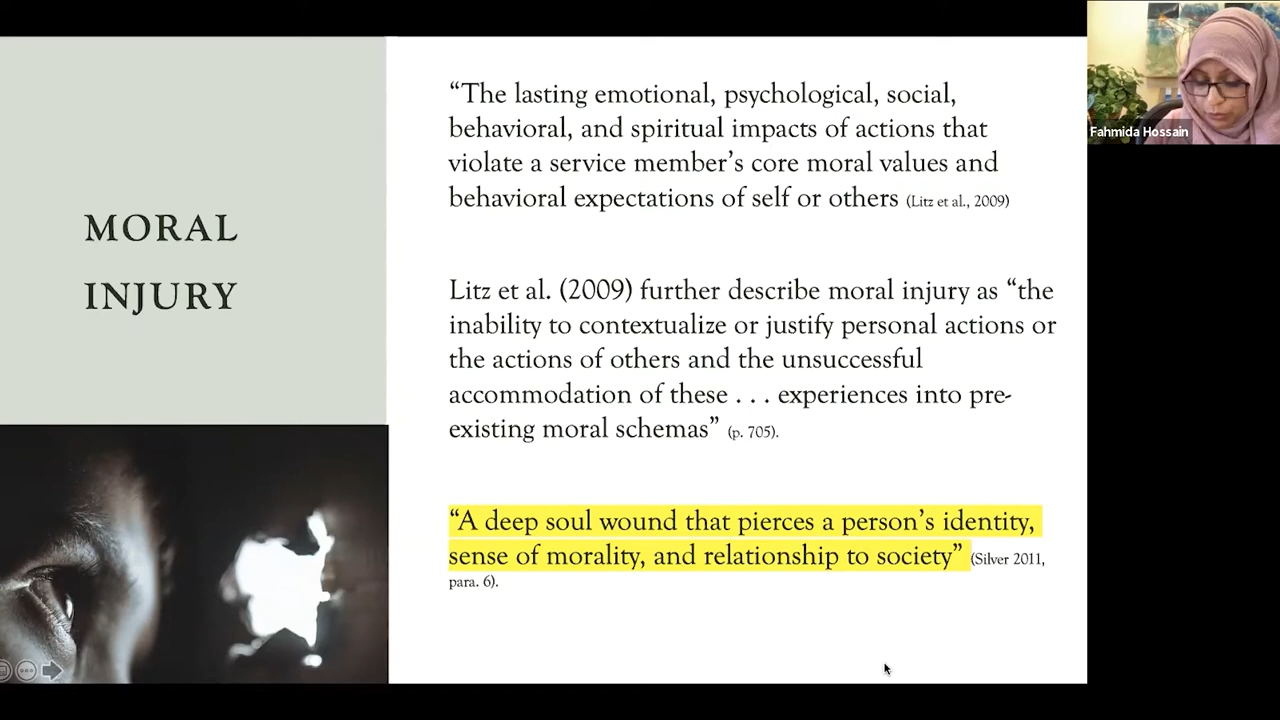 MORAL
INJURY
“The lasting emotional, psychological, social,
behavioral, and spiritual impacts of actions that
violate a service member’s core moral values and
behavioral expectations of self or others (Litz et al., 2009)
Litz et al. (2009) further describe moral injury as “the
inability to contextualize or justify personal actions or
the actions of others and the unsuccessful
accommodation of these . . . experiences into pre-
existing moral schemas” (p. 705).
“A deep soul wound that pierces a person’s identity,
sense of morality, and relationship to society” (Silver 2011,
para. 6).
Fahmida Hossain